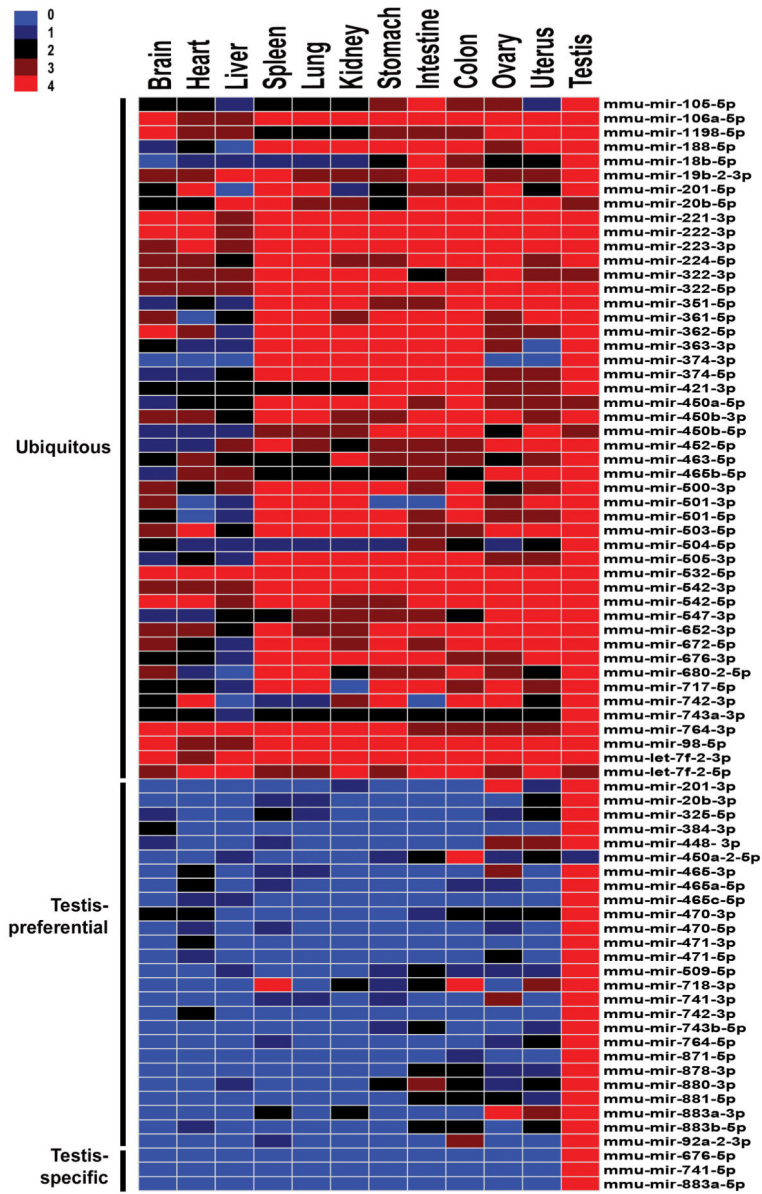 0
1
2
3
4
Brain Heart Liver Spleen Lung Kidney Stomach Intestine Colon Ovary Uterus Testis
mmu-mir-105-5p
mmu-mir-106a-5p
mmu-mir-1198-5p
mmu-mir-188-5p
mmu-mir-18b-5p
mmu-mir-19b-2-3p
mmu-mir-201-5p
mmu-mir-20b-5p
mmu-mir-221-3p
mmu-mir-222-3p
mmu-mir-223-3p
mmu-mir-224-5p
mmu-mir-322-3p
mmu-mir-322-5p
mmu-mir-351-5p
mmu-mir-361-5p
mmu-mir-362-5p
mmu-mir-363-3p
mmu-mir-374-3p
mmu-mir-374-5p
mmu-mir-421-3p
mmu-mir-450a-5p
mmu-mir-450b-3p
mmu-mir-450b-5p
Ubiquitous
mmu-mir-452-5p
mmu-mir-463-5p
mmu-mir-465b-5p
mmu-mir-500-3p
mmu-mir-501-3p
mmu-mir-501-5p
mmu-mir-503-5p
mmu-mir-504-5p
mmu-mir-505-3p
mmu-mir-532-5p
mmu-mir-542-3p
mmu-mir-542-5p
mmu-mir-547-3p
mmu-mir-652-3p
mmu-mir-672-5p
mmu-mir-676-3p
mmu-mir-680-2-5p
mmu-mir-717-5p
mmu-mir-742-3p
mmu-mir-743a-3p
mmu-mir-764-3p
mmu-mir-98-5p
mmu-let-7f-2-3p
mmu-let-7f-2-5p
mmu-mir-201-3p
mmu-mir-20b-3p
mmu-mir-325-5p
mmu-mir-384-3p
mmu-mir-448- 3p
mmu-mir-450a-2-5p
mmu-mir-465-3p
mmu-mir-465a-5p
mmu-mir-465c-5p
Testis-
preferential
mmu-mir-470-3p
mmu-mir-470-5p
mmu-mir-471-3p
mmu-mir-471-5p
mmu-mir-509-5p
mmu-mir-718-3p
mmu-mir-741-3p
mmu-mir-742-3p
mmu-mir-743b-5p
mmu-mir-764-5p
mmu-mir-871-5p
mmu-mir-878-3p
mmu-mir-880-3p
mmu-mir-881-5p
mmu-mir-883a-3p
mmu-mir-883b-5p
mmu-mir-92a-2-3p
Testis-
specific
mmu-mir-676-5p
mmu-mir-741-5p
mmu-mir-883a-5p